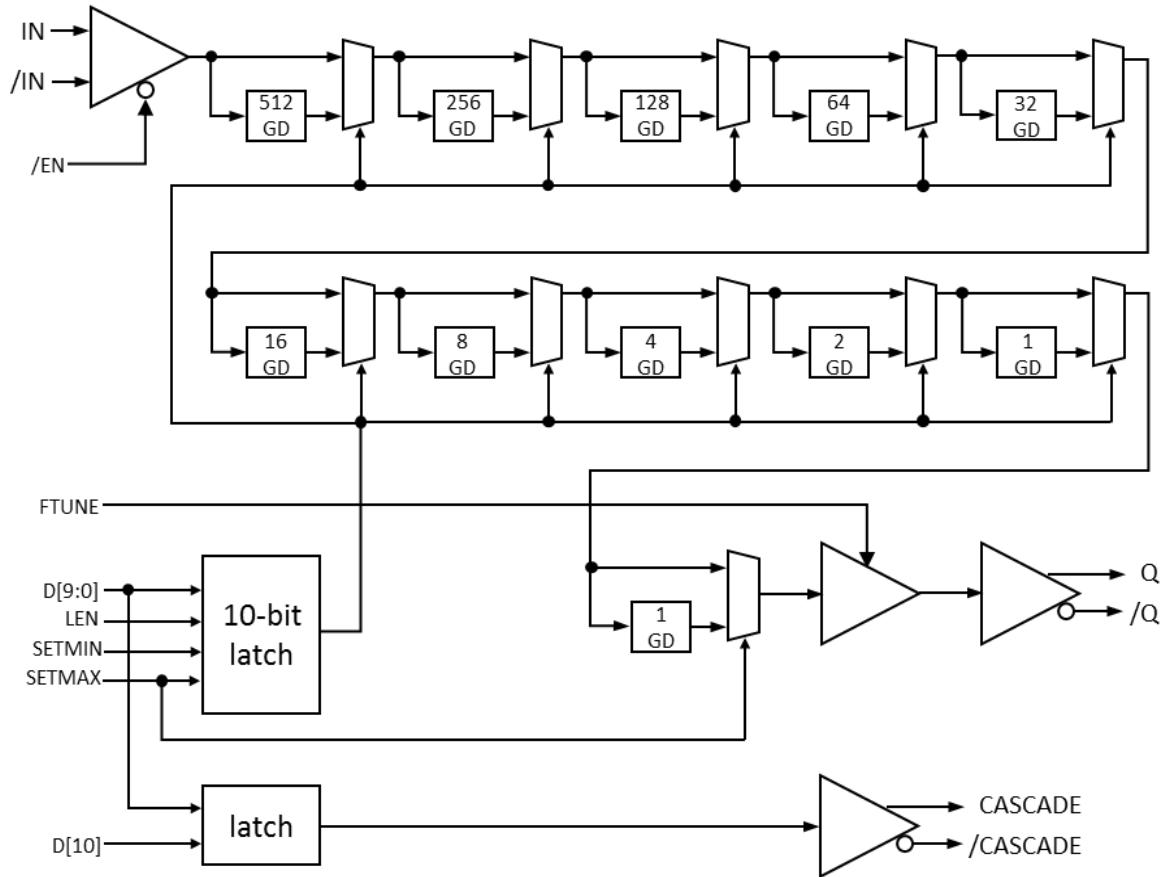 IN
/IN
/EN
512
GD
256
GD
128
GD
64
GD
32
GD
16
GD
8
GD
4
GD
2
GD
1
GD
FTUNE
D[9:0]
LEN
SETMIN
SETMAX
10-bit
latch
1
GD
Q
/Q
D[10]
latch
CASCADE
/CASCADE